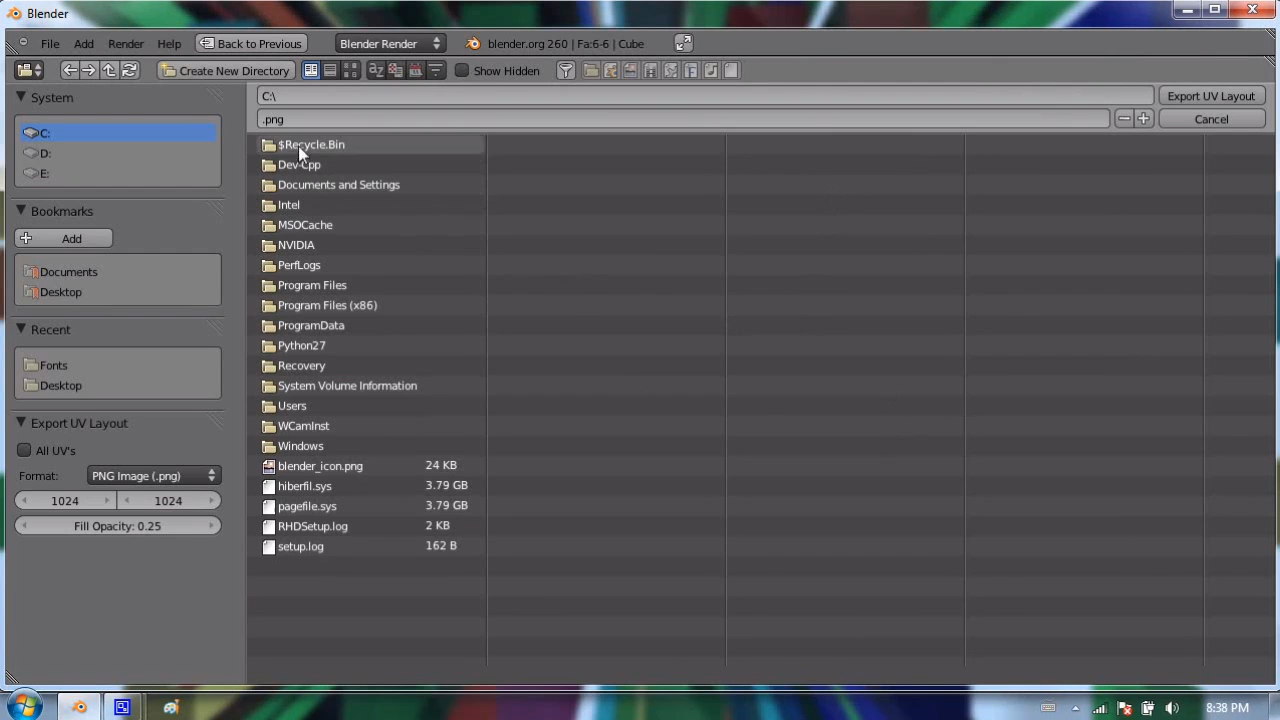 Blender
File Add Render Help Back to Previous Blender Render blender.org 260 | Fa:6-6 | Cube
Create New Directory Show Hidden
System
C:
D:
E:
Bookmarks
Add
Documents
Desktop
Recent
Fonts
Desktop
Export UV Layout
All UV's
Format: PNG Image (.png)
1024 1024
Fill Opacity: 0.25
C:\ Export UV Layout
.png Cancel
$Recycle.Bin
Dev-Cpp
Documents and Settings
Intel
MSOCache
NVIDIA
PerfLogs
Program Files
Program Files (x86)
ProgramData
Python27
Recovery
System Volume Information
Users
WCamInst
Windows
blender_icon.png 24 KB
hiberfil.sys 3.79 GB
pagefile.sys 3.79 GB
RHDSetup.log 2 KB
setup.log 162 B
8:38 PM